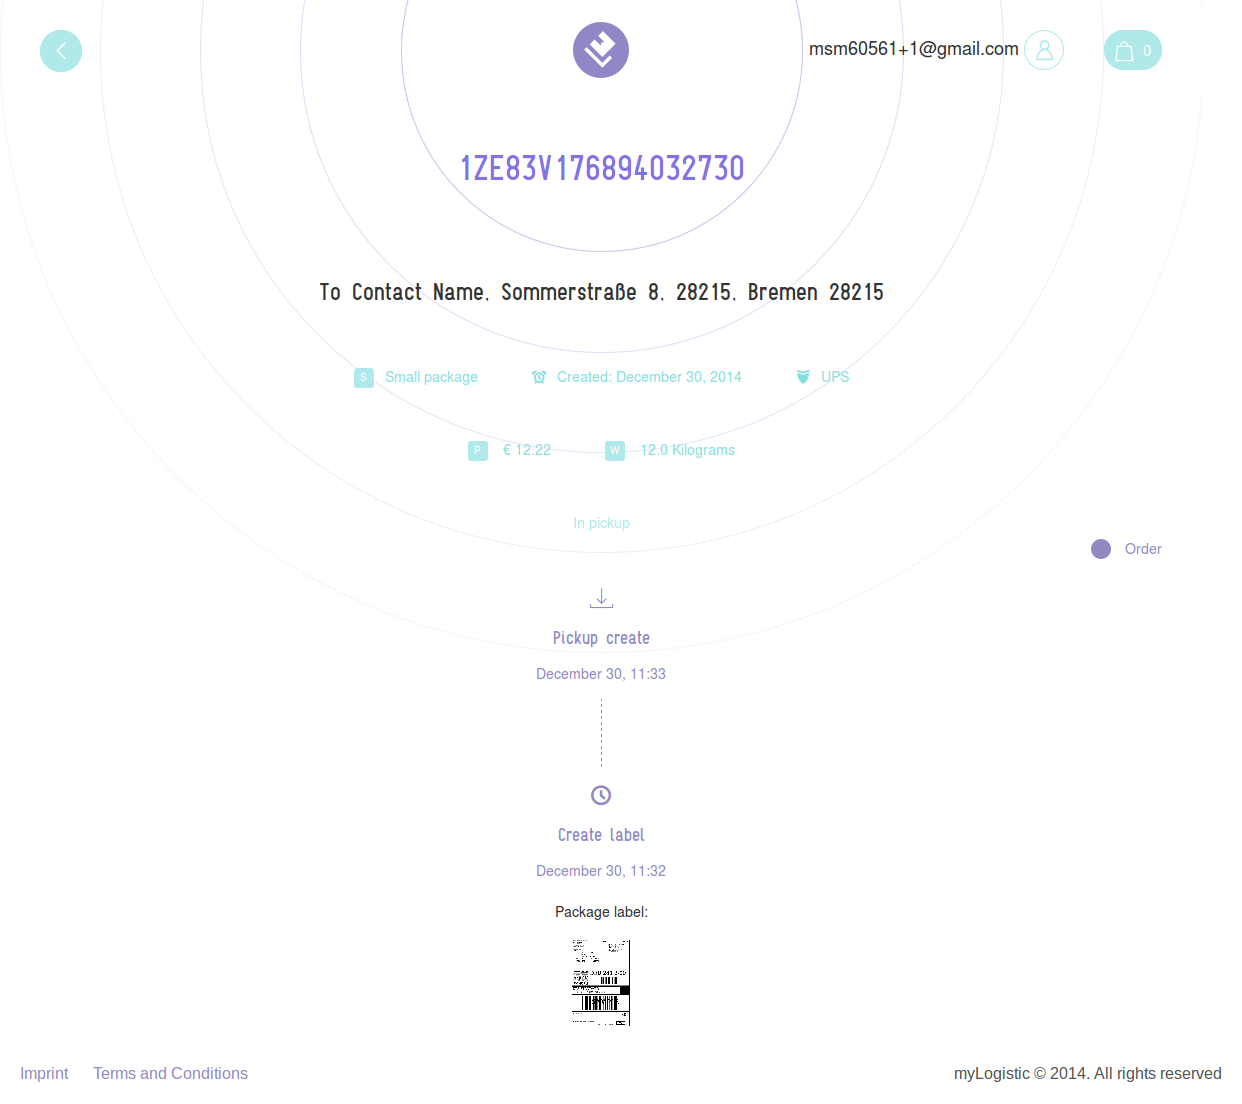 msm60561+1@gmail.com 0
1ZE83V176894032730
To Contact Name, Sommerstraße 8, 28215, Bremen 28215
S Small package Created: December 30, 2014 UPS
P € 12.22 W 12.0 Kilograms
In pickup
Order
Pickup create
December 30, 11:33
Create label
December 30, 11:32
Package label:
Imprint Terms and Conditions myLogistic © 2014. All rights reserved